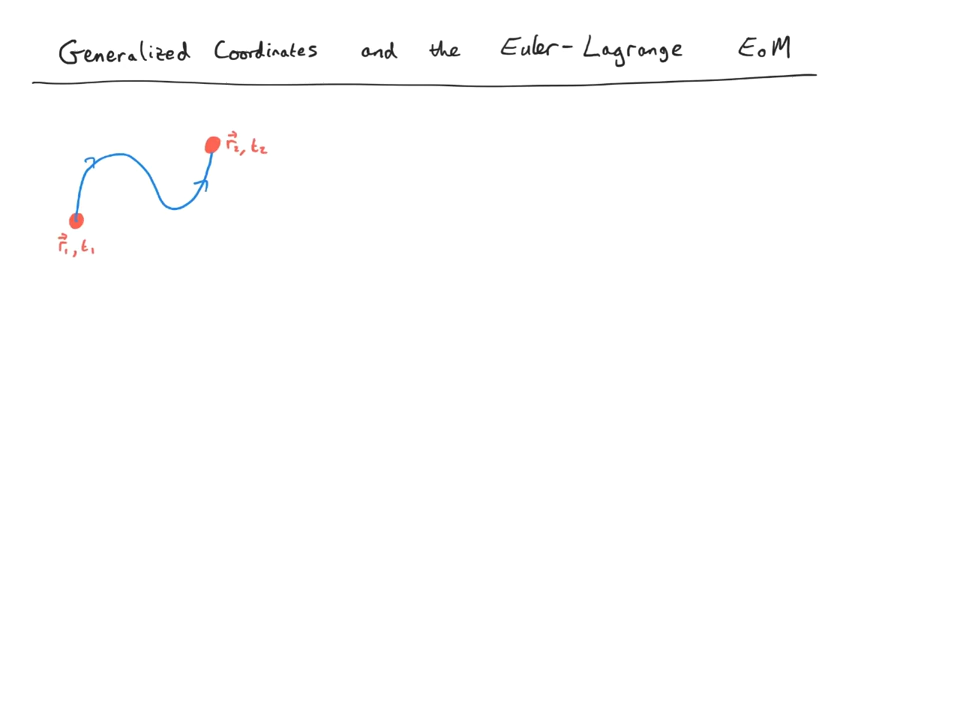 Generalized Coordinates and the Euler-Lagrange EoM
r⃗₂, t₂
r⃗₁, t₁